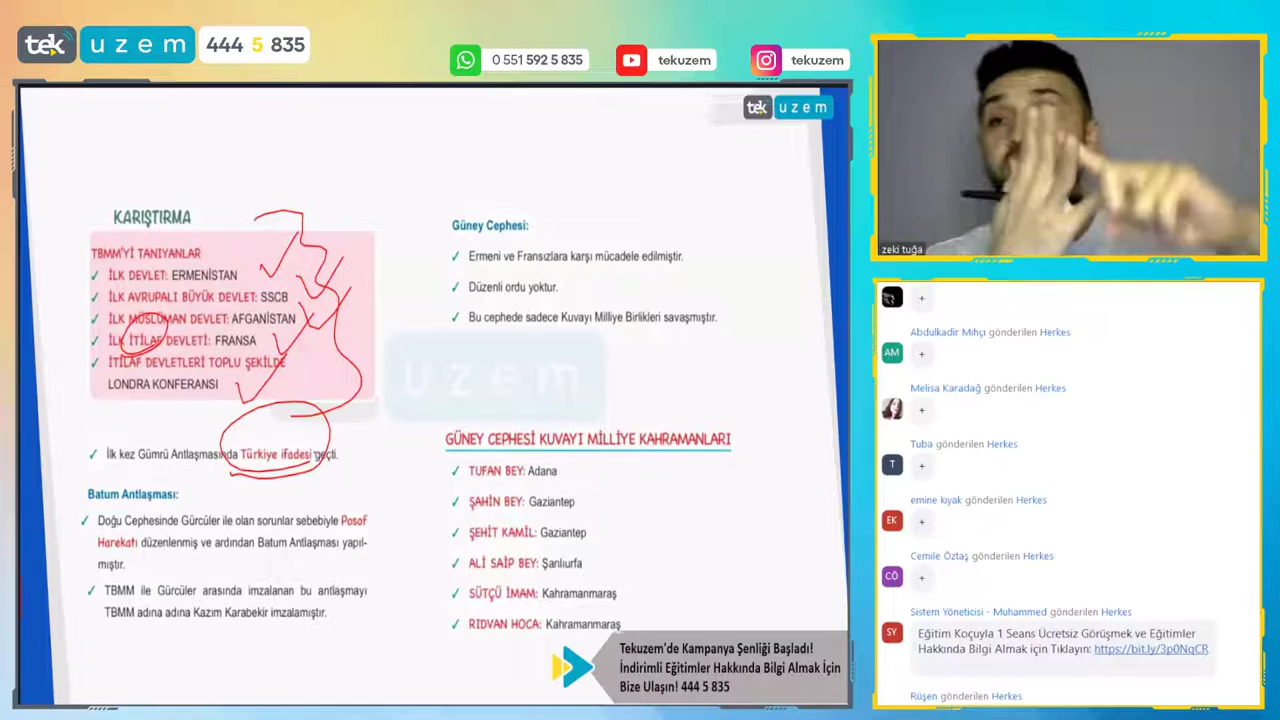 tek uzem 444 5 835
0 551 592 5 835
tekuzem
tekuzem
tek uzem
KARIŞTIRMA
TBMM'Yİ TANIYANLAR
✓ İLK DEVLET: ERMENİSTAN
✓ İLK AVRUPALI BÜYÜK DEVLET: SSCB
✓ İLK MÜSLÜMAN DEVLET: AFGANİSTAN
✓ İLK İTİLAF DEVLETİ: FRANSA
✓ İTİLAF DEVLETLERİ TOPLU ŞEKİLDE
LONDRA KONFERANSI
✓ İlk kez Gümrü Antlaşmasında Türkiye ifadesi geçti.
Batum Antlaşması:
✓ Doğu Cephesinde Gürcüler ile olan sorunlar sebebiyle Posof
Harekatı düzenlenmiş ve ardından Batum Antlaşması yapıl-
mıştır.
✓ TBMM ile Gürcüler arasında imzalanan bu antlaşmayı
TBMM adına adına Kazım Karabekir imzalamıştır.
Güney Cephesi:
✓ Ermeni ve Fransızlara karşı mücadele edilmiştir.
✓ Düzenli ordu yoktur.
✓ Bu cephede sadece Kuvayı Milliye Birlikleri savaşmıştır.
uzem
GÜNEY CEPHESİ KUVAYI MİLLİYE KAHRAMANLARI
✓ TUFAN BEY: Adana
✓ ŞAHİN BEY: Gaziantep
✓ ŞEHİT KAMİL: Gaziantep
✓ ALİ SAİP BEY: Şanlıurfa
✓ SÜTÇÜ İMAM: Kahramanmaraş
✓ RIDVAN HOCA: Kahramanmaraş
Tekuzem'de Kampanya Şenliği Başladı!
İndirimli Eğitimler Hakkında Bilgi Almak İçin
Bize Ulaşın! 444 5 835
zeki tuğa
+
Abdulkadir Mıhçı gönderilen Herkes
AM +
Melisa Karadağ gönderilen Herkes
+
Tuba gönderilen Herkes
T +
emine kıyak gönderilen Herkes
EK +
Cemile Öztaş gönderilen Herkes
CÖ +
Sistem Yöneticisi - Muhammed gönderilen Herkes
SY Eğitim Koçuyla 1 Seans Ücretsiz Görüşmek ve Eğitimler
Hakkında Bilgi Almak için Tıklayın: https://bit.ly/3p0NqCR
Rüşen gönderilen Herkes